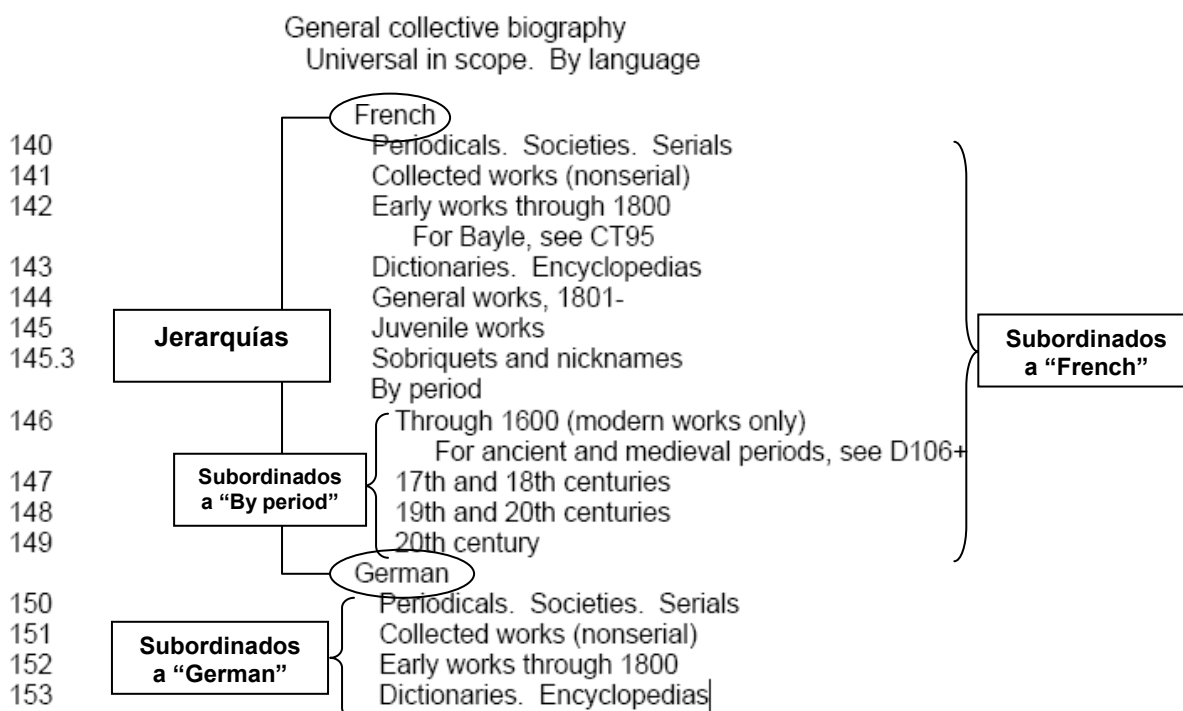 General collective biography
Universal in scope. By language
French
140 Periodicals. Societies. Serials
141 Collected works (nonserial)
142 Early works through 1800
For Bayle, see CT95
143 Dictionaries. Encyclopedias
144 General works, 1801-
145 Juvenile works
145.3 Sobriquets and nicknames
By period
146 Through 1600 (modern works only)
For ancient and medieval periods, see D106+
147 17th and 18th centuries
148 19th and 20th centuries
149 20th century
German
150 Periodicals. Societies. Serials
151 Collected works (nonserial)
152 Early works through 1800
153 Dictionaries. Encyclopedias
Jerarquías
Subordinados
a “French”
Subordinados
a “By period”
Subordinados
a “German”